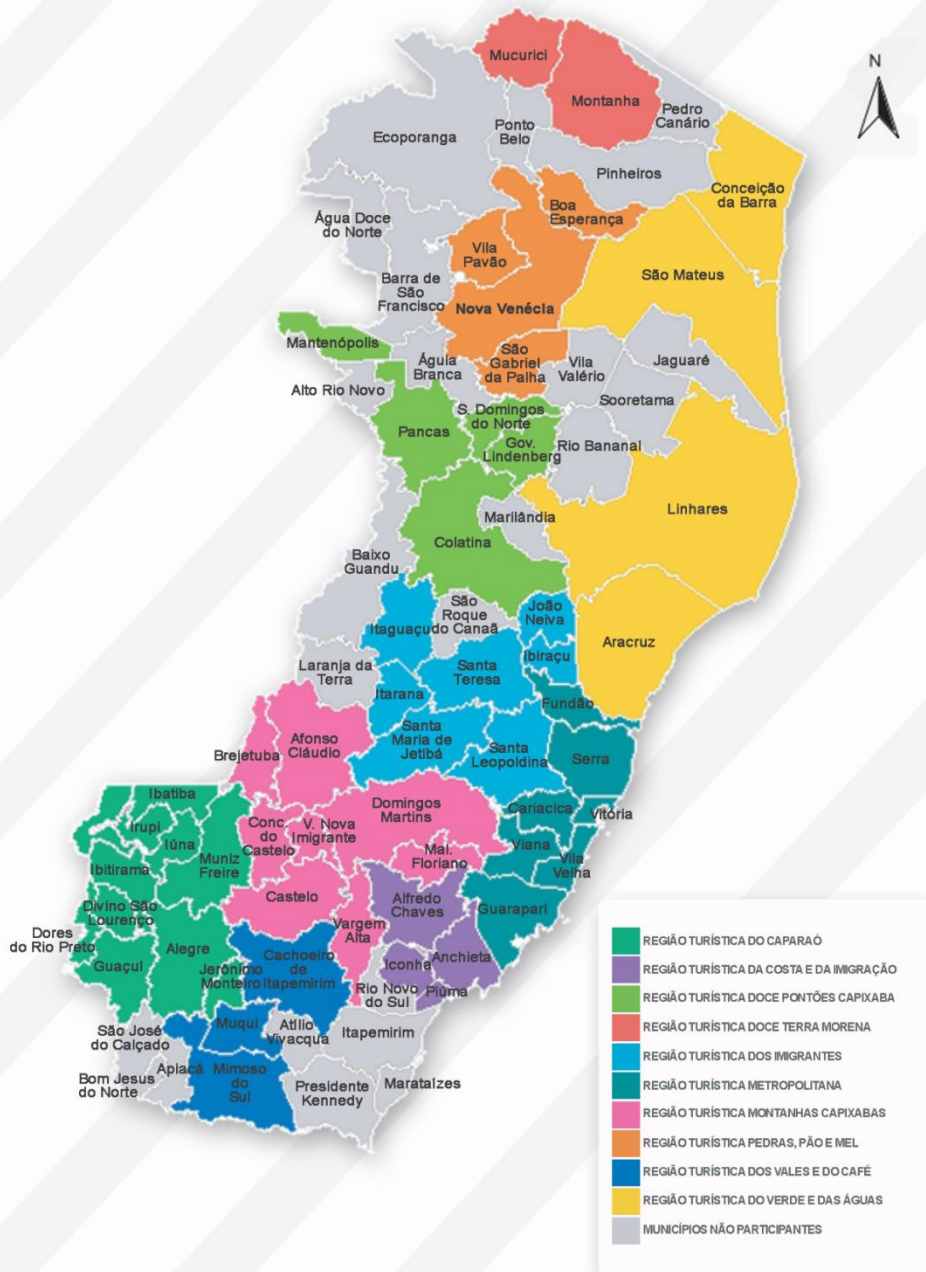 N
Mucurici
Montanha
Pedro
Canário
Ecoporanga
Ponto
Belo
Pinheiros
Conceição
da Barra
Boa
Esperança
Água Doce
do Norte
Vila
Pavão
São Mateus
Barra de
São
Francisco
Nova Venécia
Mantenópolis
Águia
Branca
São
Gabriel
da Palha
Vila
Valério
Jaguaré
Alto Rio Novo
Sooretama
S. Domingos
do Norte
Pancas
Gov.
Lindenberg
Rio Bananal
Linhares
Marilândia
Colatina
Baixo
Guandu
São
Roque
do Canaã
João
Neiva
Itaguaçu
Aracruz
Ibiraçu
Laranja da
Terra
Santa
Teresa
Itarana
Fundão
Santa
Maria de
Jetibá
Afonso
Cláudio
Brejetuba
Santa
Leopoldina
Serra
Ibatiba
Domingos
Martins
Cariacica
Vitória
Irupi
Conc.
do
Castelo
V. Nova
Imigrante
Iúna
Viana
Muniz
Freire
Mal.
Floriano
Vila
Velha
Ibitirama
Castelo
Alfredo
Chaves
Guarapari
Divino São
Lourenço
Vargem
Alta
Dores
do Rio Preto
Alegre
Cachoeiro
de
Itapemirim
Anchieta
Guaçuí
Iconha
Jerônimo
Monteiro
Rio Novo
do Sul
Piúma
São José
do Calçado
Muqui
Atílio
Vivacqua
Itapemirim
Apiacá
Mimoso
do
Sul
Bom Jesus
do Norte
Presidente
Kennedy
Marataízes
REGIÃO TURÍSTICA DO CAPARAÓ
REGIÃO TURÍSTICA DA COSTA E DA IMIGRAÇÃO
REGIÃO TURÍSTICA DOCE PONTÕES CAPIXABA
REGIÃO TURÍSTICA DOCE TERRA MORENA
REGIÃO TURÍSTICA DOS IMIGRANTES
REGIÃO TURÍSTICA METROPOLITANA
REGIÃO TURÍSTICA MONTANHAS CAPIXABAS
REGIÃO TURÍSTICA PEDRAS, PÃO E MEL
REGIÃO TURÍSTICA DOS VALES E DO CAFÉ
REGIÃO TURÍSTICA DO VERDE E DAS ÁGUAS
MUNICÍPIOS NÃO PARTICIPANTES